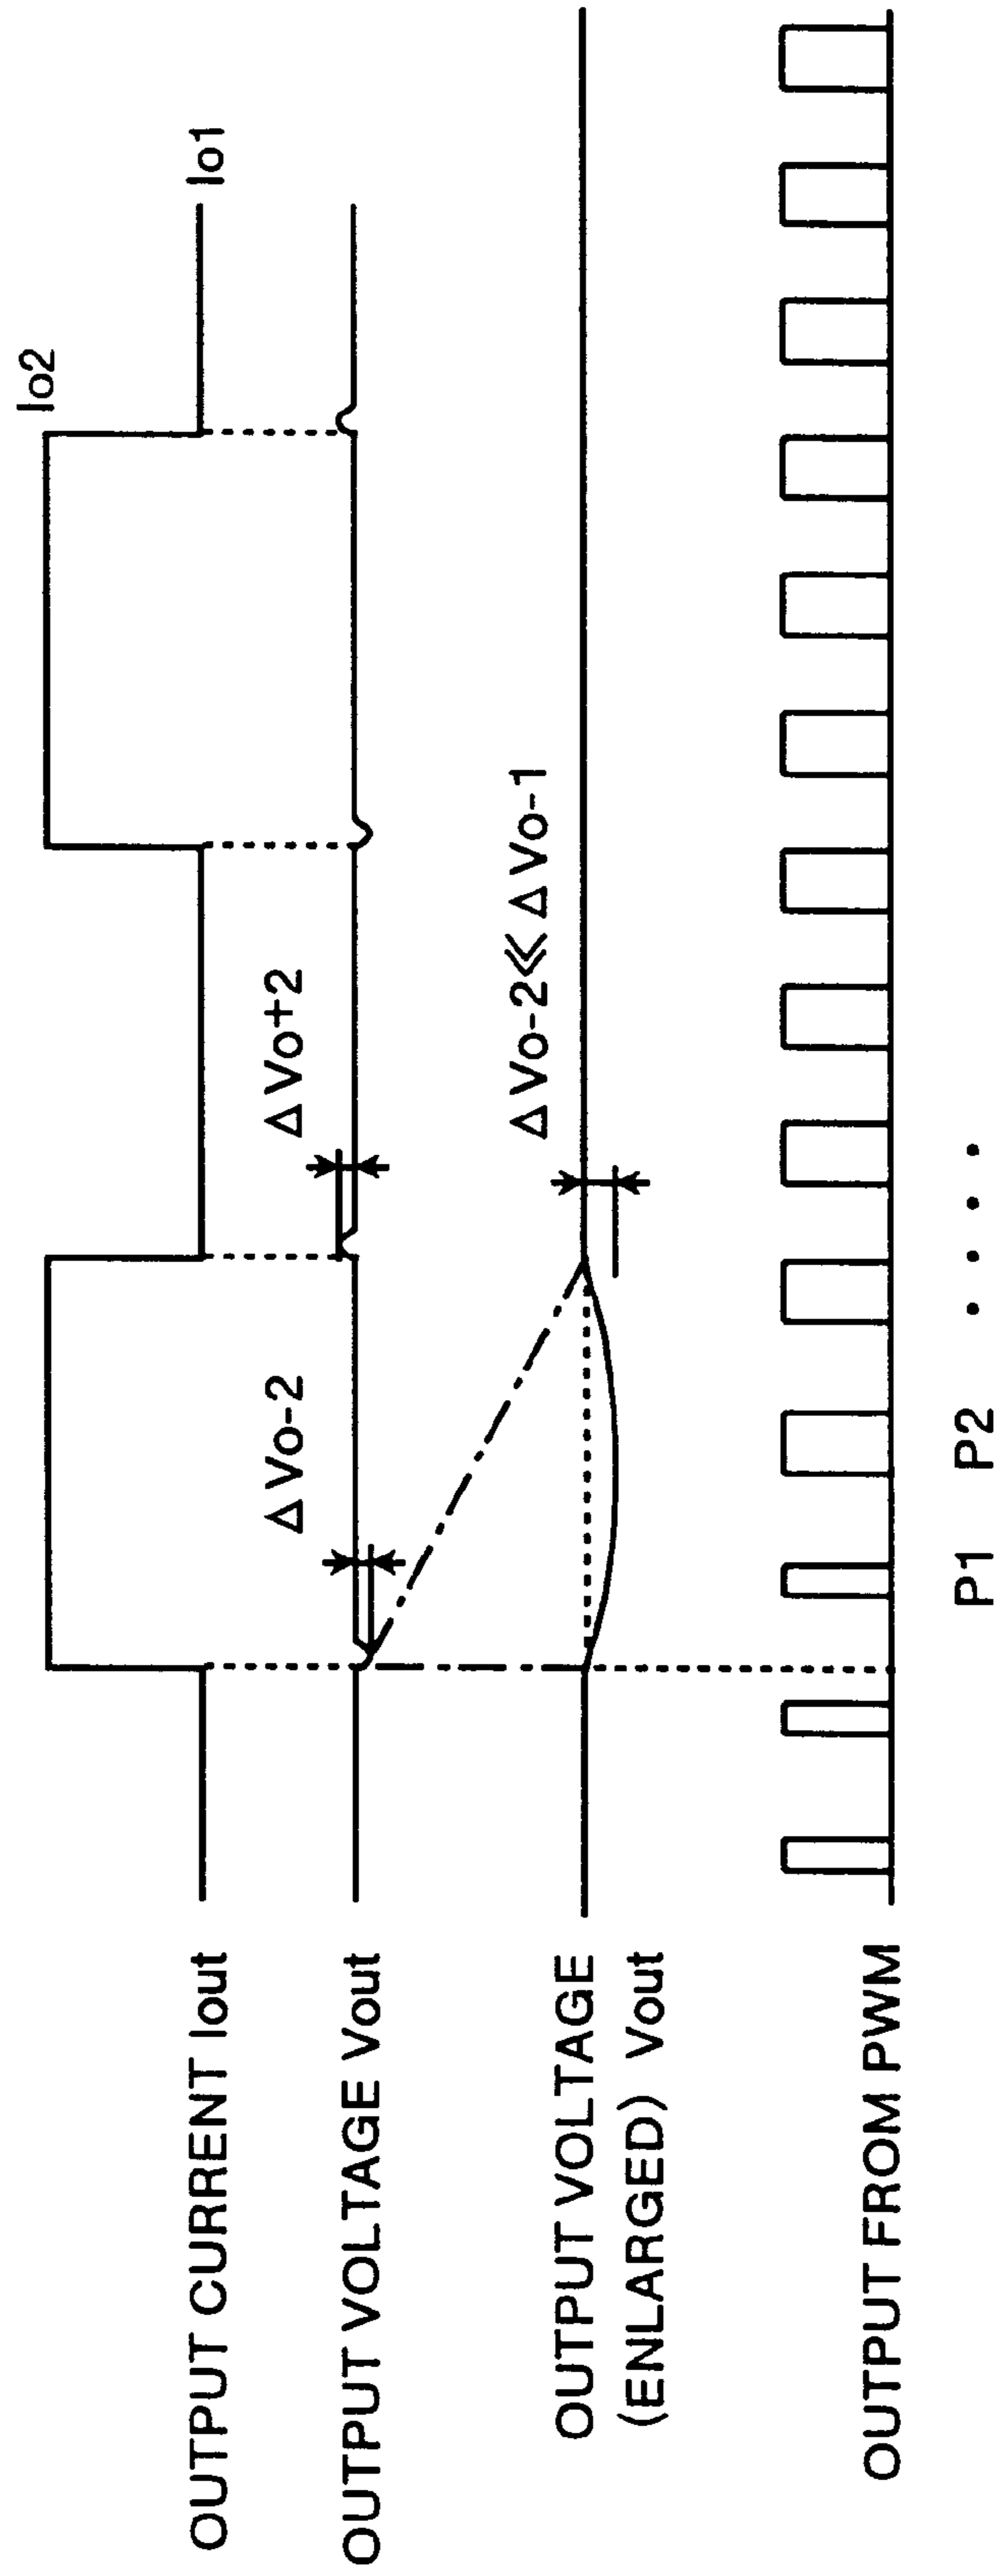 Io2
OUTPUT CURRENT Iout
Io1
ΔVo-2
ΔVo+2
OUTPUT VOLTAGE Vout
ΔVo-2≪ΔVo-1
OUTPUT VOLTAGE
(ENLARGED) Vout
OUTPUT FROM PWM
P1 P2 • • • •